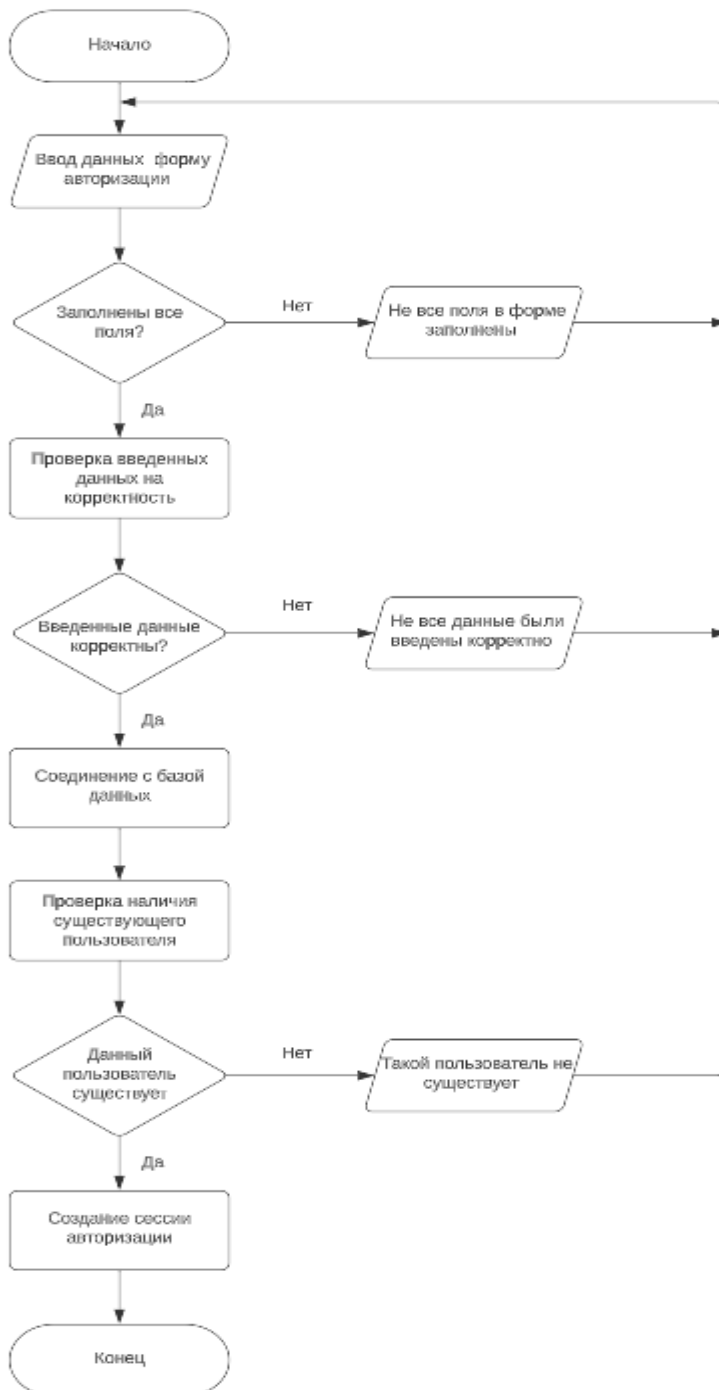 Начало
Ввод данных форму
авторизации
Заполнены все
поля?
Нет
Не все поля в форме
заполнены
Да
Проверка введенных
данных на
корректность
Введенные данные
корректны?
Нет
Не все данные были
введены корректно
Да
Соединение с базой
данных
Проверка наличия
существующего
пользователя
Данный
пользователь
существует
Нет
Такой пользователь не
существует
Да
Создание сессии
авторизации
Конец